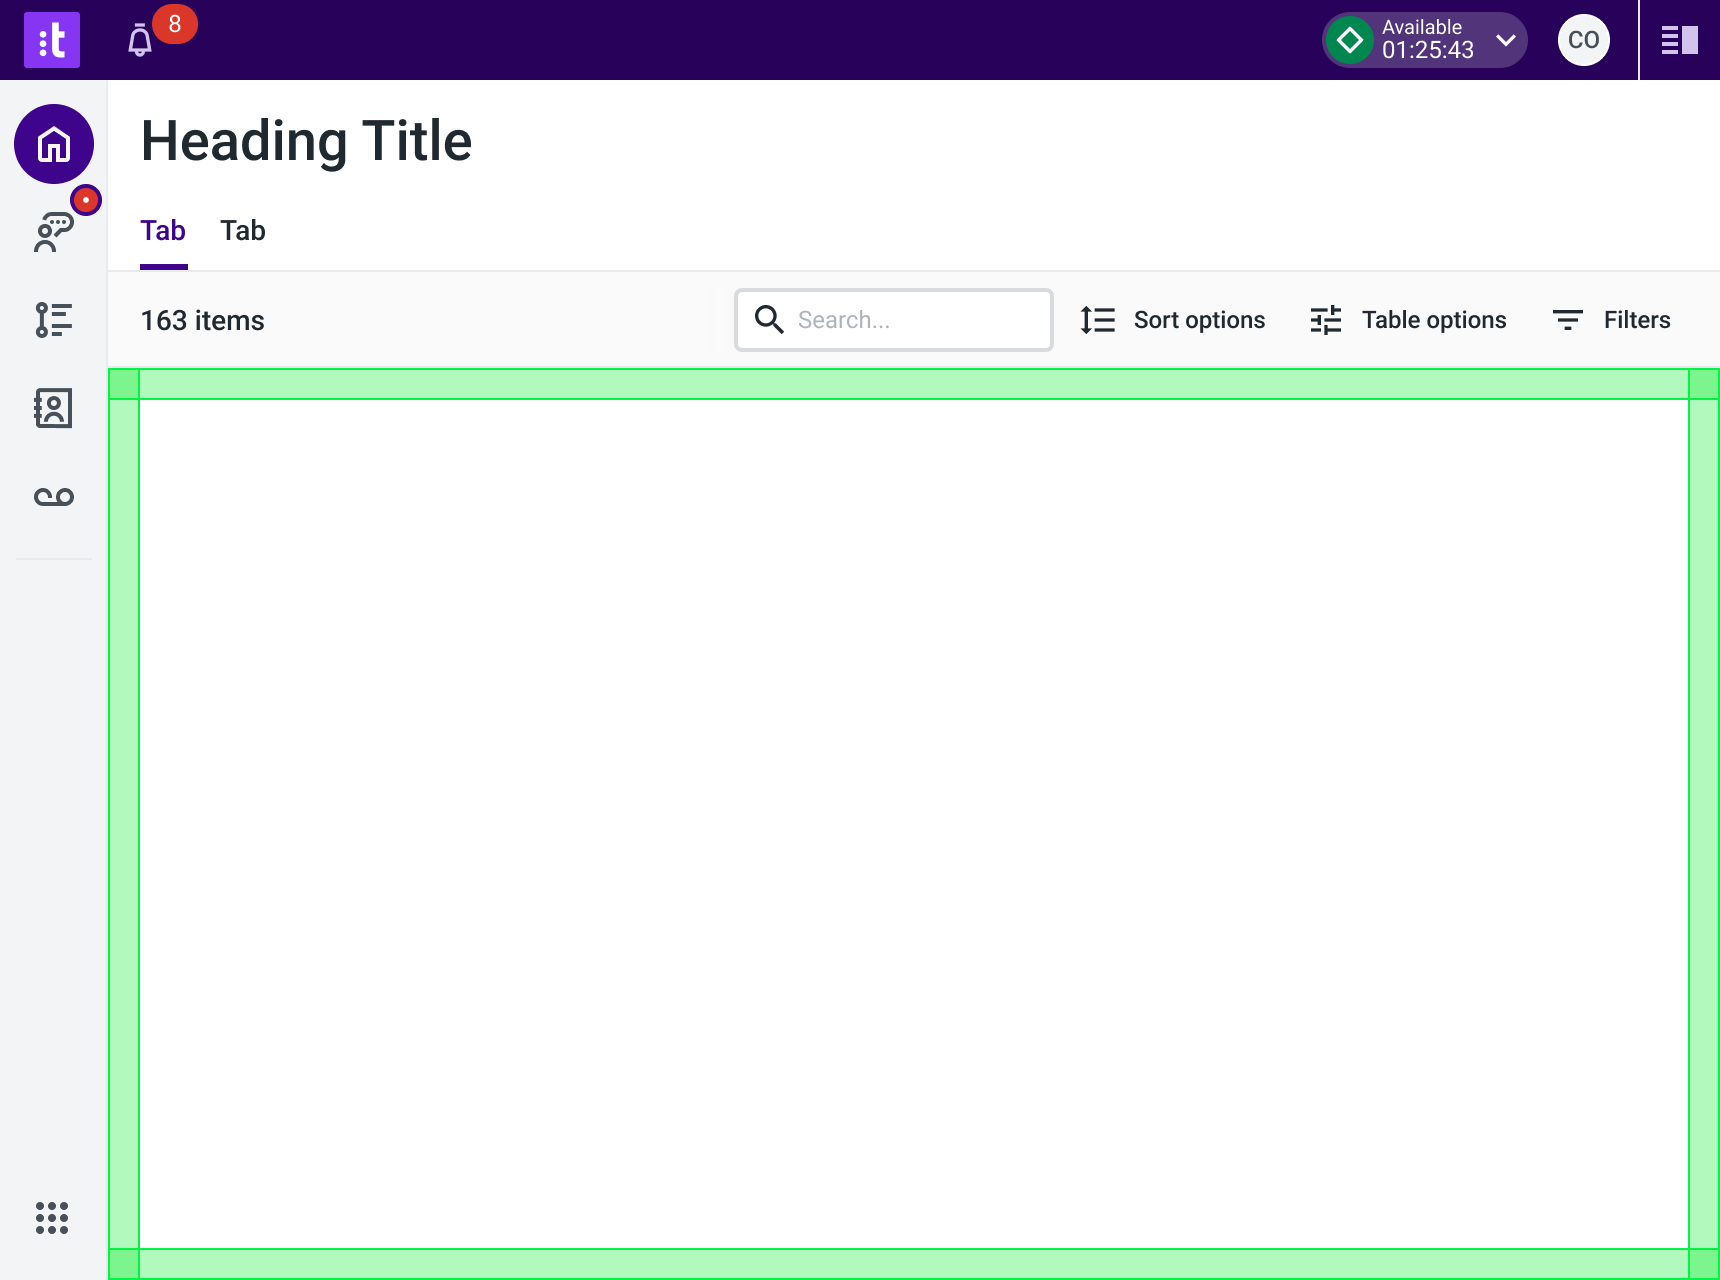 :t
8
Available
01:25:43
CO
Heading Title
Tab Tab
163 items
Search...
Sort options
Table options
Filters